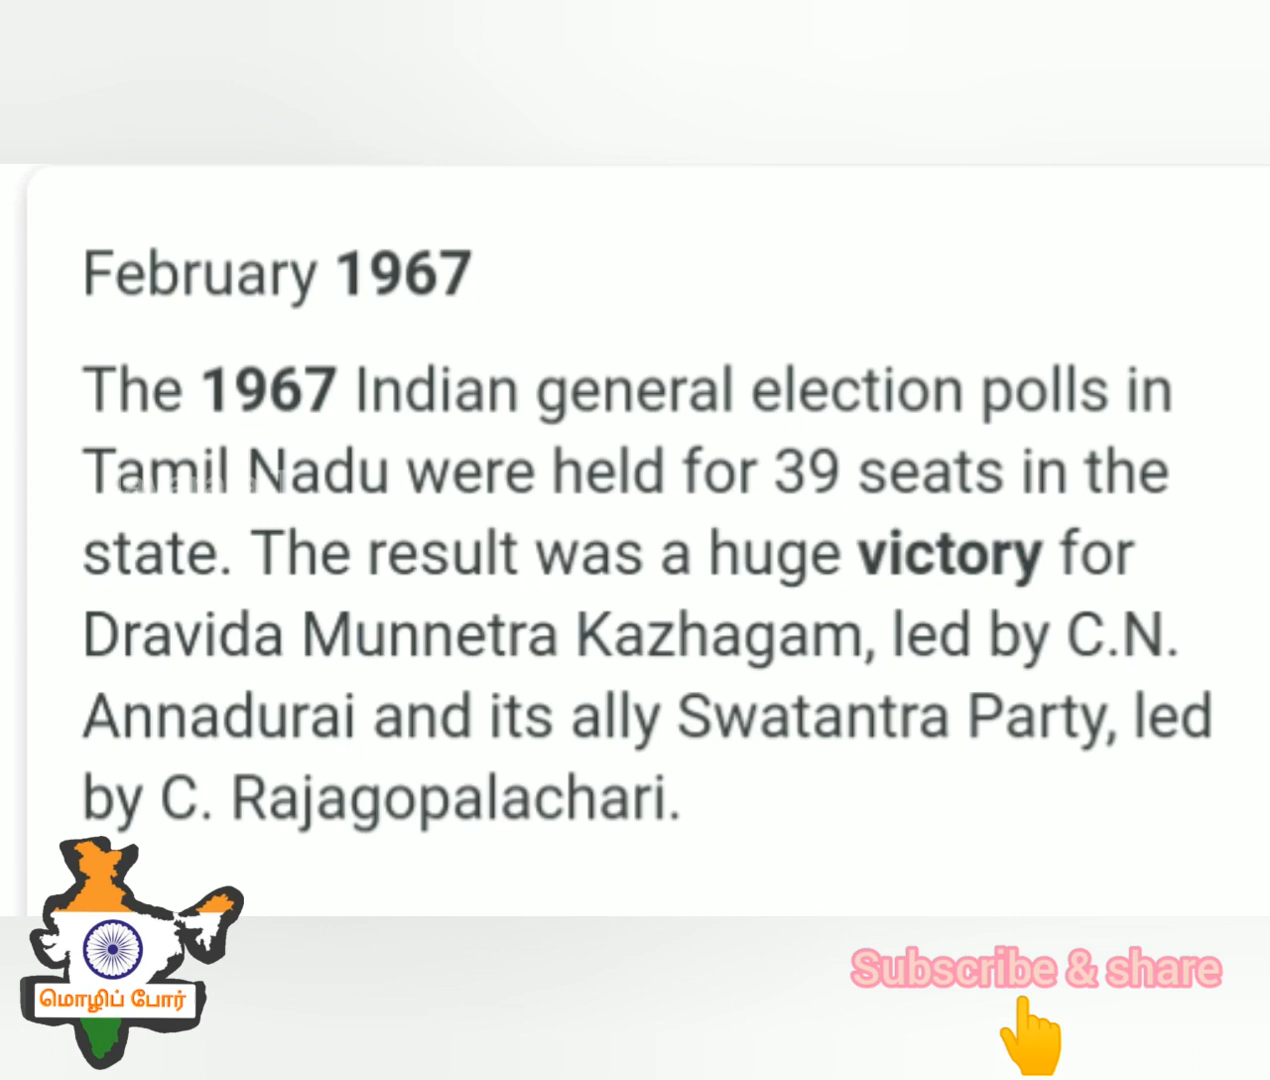 February 1967
The 1967 Indian general election polls in
Tamil Nadu were held for 39 seats in the
state. The result was a huge victory for
Dravida Munnetra Kazhagam, led by C.N.
Annadurai and its ally Swatantra Party, led
by C. Rajagopalachari.
மொழிப் போர்
Subscribe & share